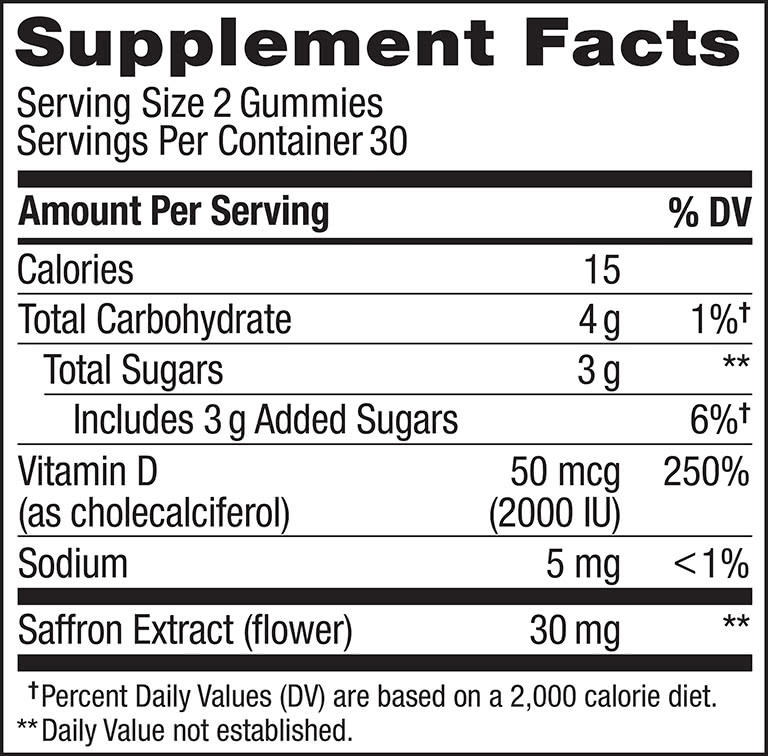 Supplement Facts
Serving Size 2 Gummies
Servings Per Container 30
Amount Per Serving % DV
Calories 15
Total Carbohydrate 4 g 1%†
Total Sugars 3 g **
Includes 3 g Added Sugars 6%†
Vitamin D 50 mcg 250%
(as cholecalciferol) (2000 IU)
Sodium 5 mg <1%
Saffron Extract (flower) 30 mg **
†Percent Daily Values (DV) are based on a 2,000 calorie diet.
**Daily Value not established.